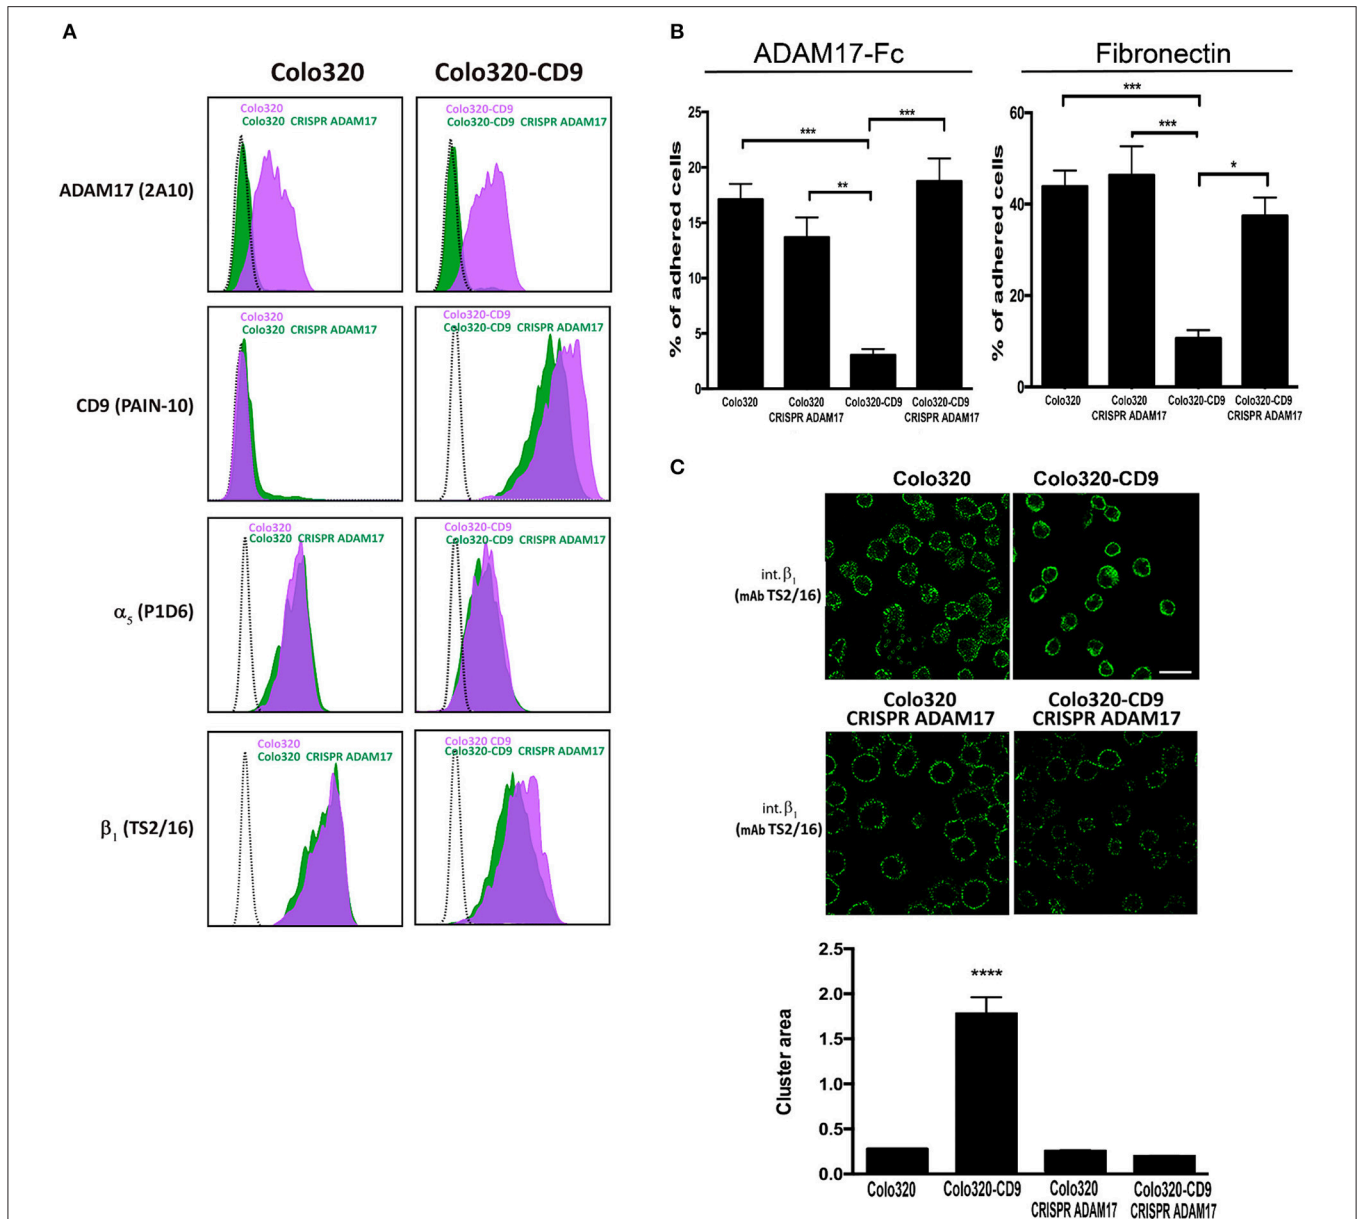 A
Colo320
Colo320-CD9
ADAM17 (2A10)
Colo320
Colo320 CRISPR ADAM17
Colo320-CD9
Colo320-CD9 CRISPR ADAM17
CD9 (PAIN-10)
Colo320
Colo320 CRISPR ADAM17
Colo320-CD9
Colo320-CD9 CRISPR ADAM17
α5 (P1D6)
Colo320
Colo320 CRISPR ADAM17
Colo320-CD9
Colo320-CD9 CRISPR ADAM17
β1 (TS2/16)
Colo320
Colo320 CRISPR ADAM17
Colo320 CD9
Colo320-CD9 CRISPR ADAM17
B
ADAM17-Fc
% of adhered cells
25
20
15
10
5
0
***
**
***
Colo320
Colo320
CRISPR ADAM17
Colo320-CD9
Colo320-CD9
CRISPR ADAM17
Fibronectin
% of adhered cells
60
40
20
0
***
***
*
Colo320
Colo320
CRISPR ADAM17
Colo320-CD9
Colo320-CD9
CRISPR ADAM17
C
Colo320
Colo320-CD9
int. β1
(mAb TS2/16)
Colo320
CRISPR ADAM17
Colo320-CD9
CRISPR ADAM17
int. β1
(mAb TS2/16)
Cluster area
2.5
2.0
1.5
1.0
0.5
0.0
****
Colo320
Colo320-CD9
Colo320
CRISPR ADAM17
Colo320-CD9
CRISPR ADAM17